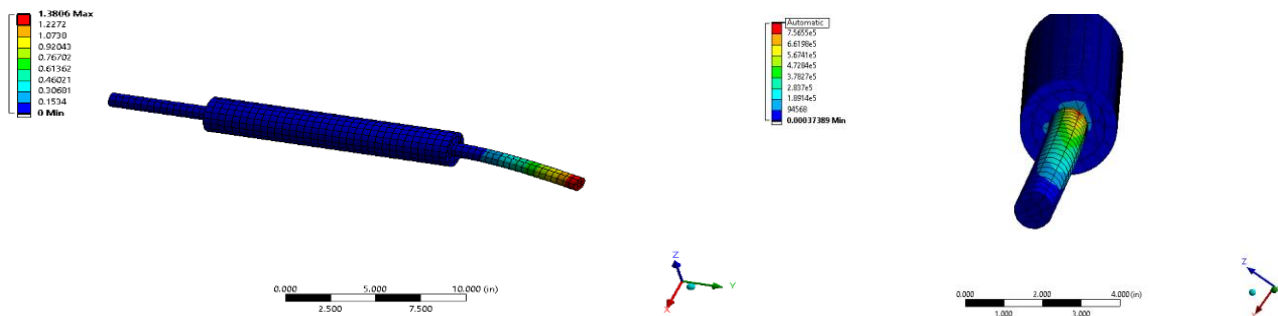 1.3806 Max
1.2272
1.0738
0.92043
0.76702
0.61362
0.46021
0.30681
0.1534
0 Min
0.000
5.000
10.000 (in)
2.500
7.500
Z
Y
X
Automatic
7.5655e5
6.6198e5
5.6741e5
4.7284e5
3.7827e5
2.837e5
1.8914e5
94568
0.00037389 Min
0.000
2.000
4.000 (in)
1.000
3.000
Z